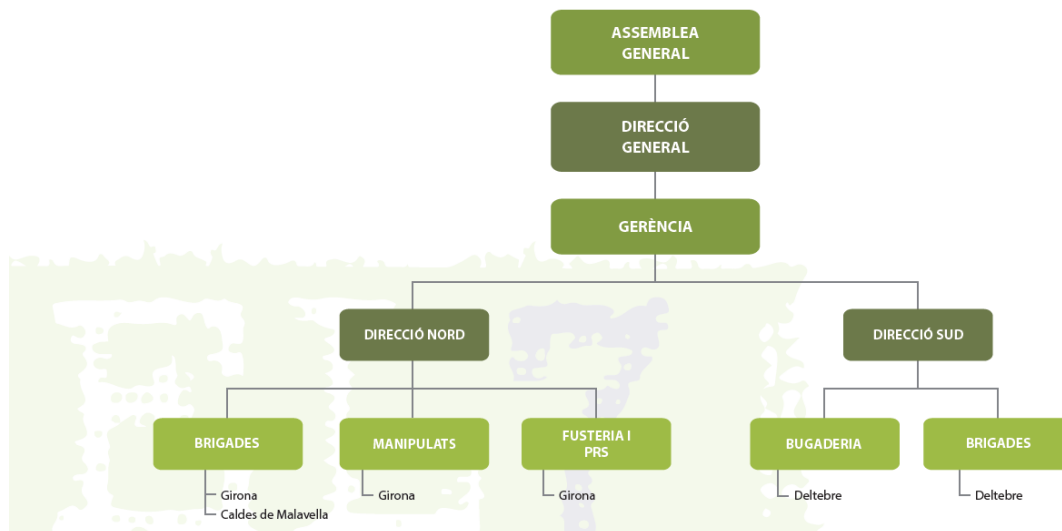 ASSEMBLEA
GENERAL
DIRECCIÓ
GENERAL
GERÈNCIA
DIRECCIÓ NORD
DIRECCIÓ SUD
BRIGADES
MANIPULATS
FUSTERIA I
PRS
BUGADERIA
BRIGADES
Girona
Caldes de Malavella
Girona
Girona
Deltebre
Deltebre